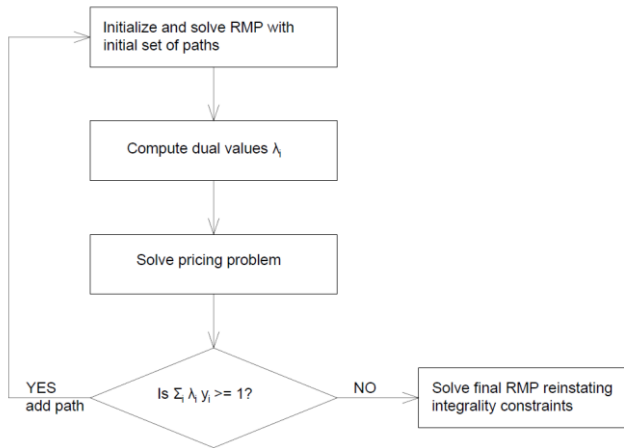 Initialize and solve RMP with
initial set of paths
Compute dual values λᵢ
Solve pricing problem
Is Σᵢ λᵢ yᵢ >= 1?
YES
add path
NO
Solve final RMP reinstating
integrality constraints